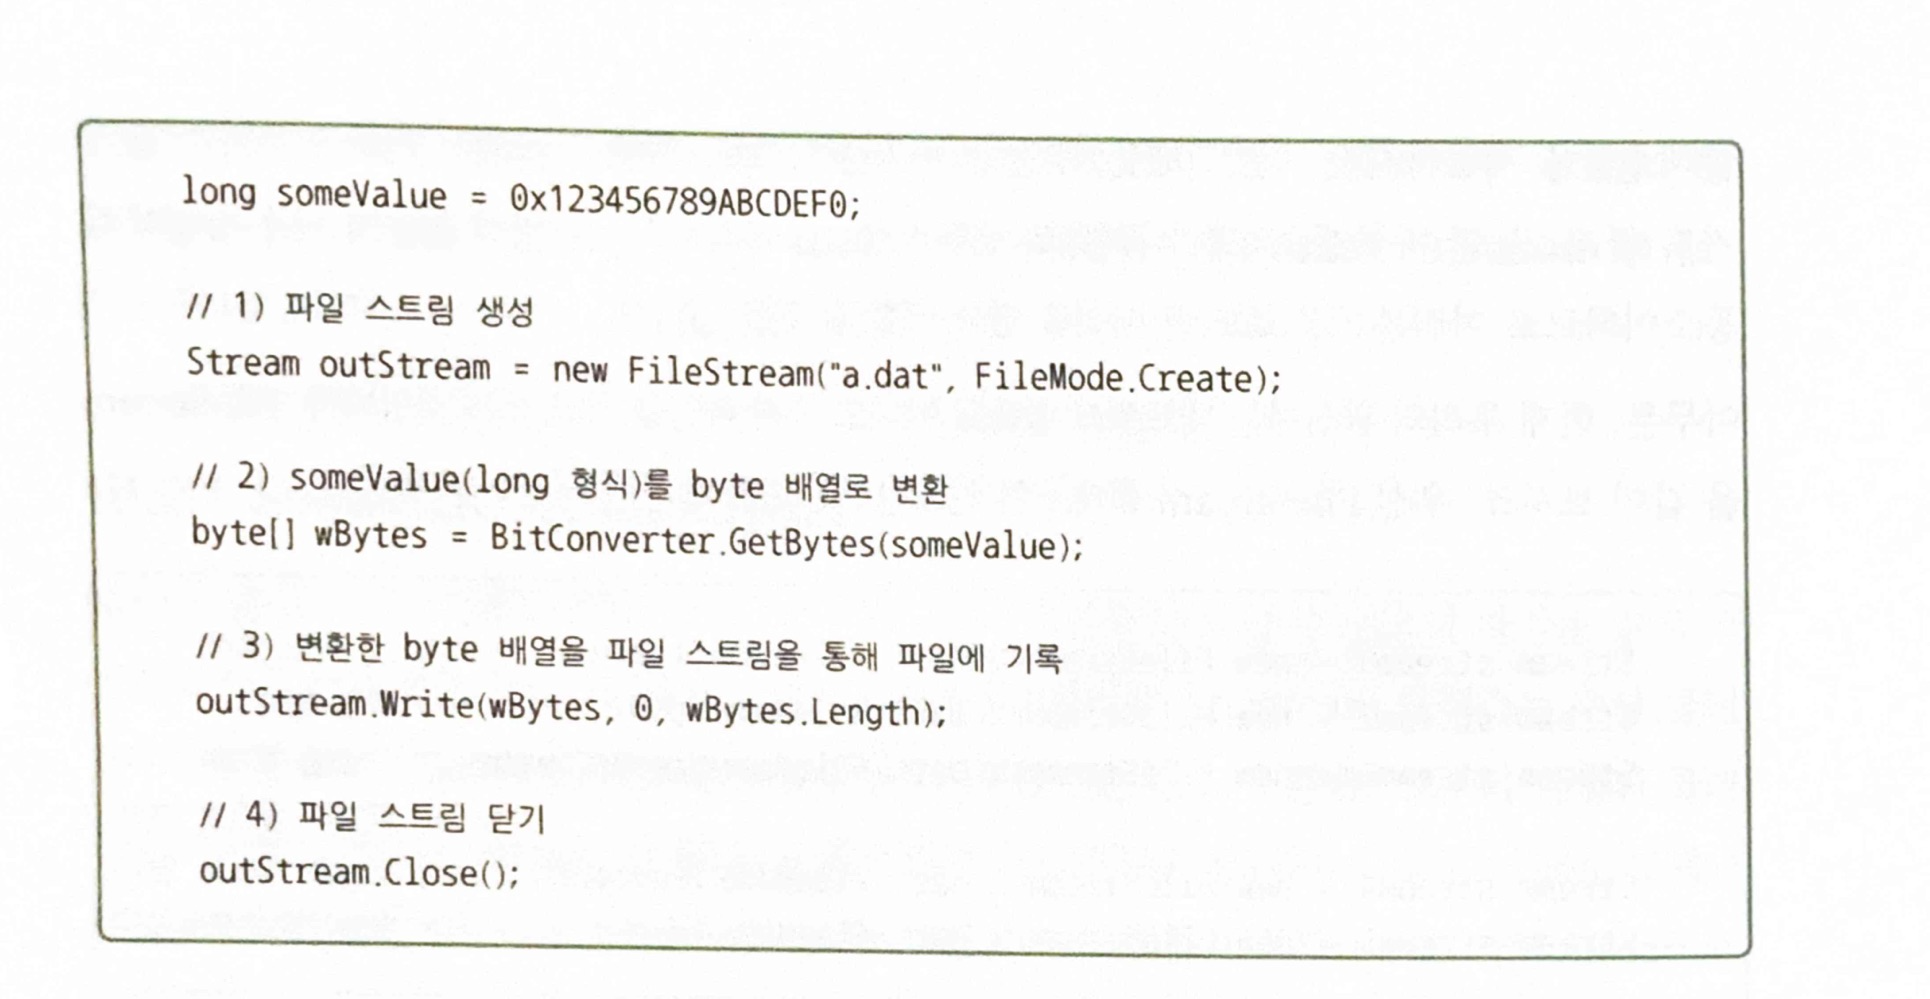 long someValue = 0x123456789ABCDEF0;
// 1) 파일 스트림 생성
Stream outStream = new FileStream("a.dat", FileMode.Create);
// 2) someValue(long 형식)를 byte 배열로 변환
byte[] wBytes = BitConverter.GetBytes(someValue);
// 3) 변환한 byte 배열을 파일 스트림을 통해 파일에 기록
outStream.Write(wBytes, 0, wBytes.Length);
// 4) 파일 스트림 닫기
outStream.Close();